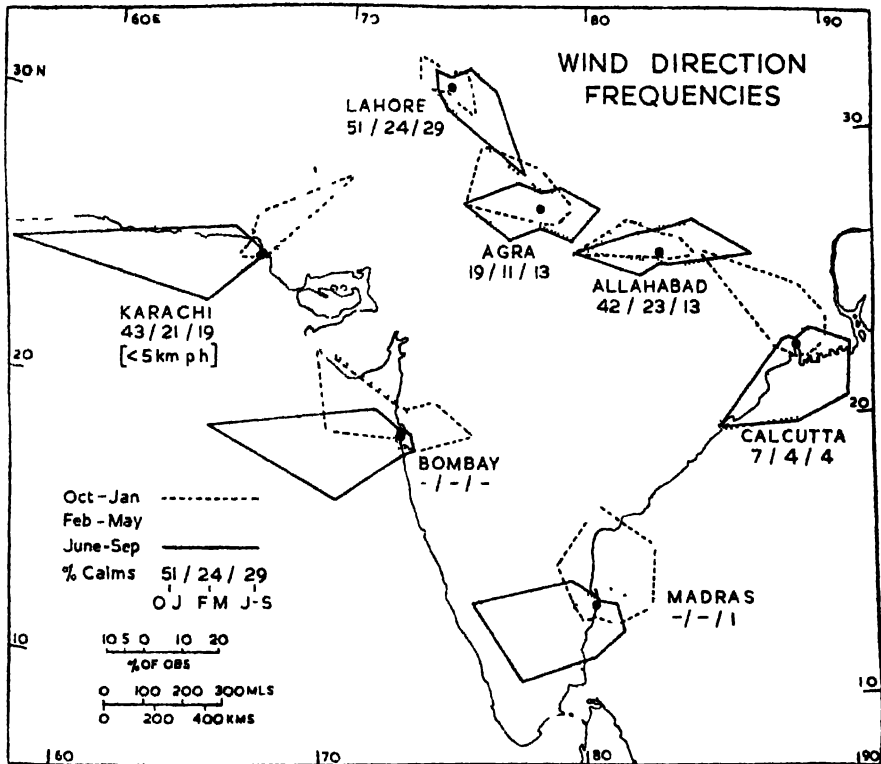 60E
70
80
90
30N
WIND DIRECTION
FREQUENCIES
30
LAHORE
51 / 24 / 29
AGRA
19 / 11 / 13
ALLAHABAD
42 / 23 / 13
KARACHI
43 / 21 / 19
[<5km ph]
20
20
CALCUTTA
7 / 4 / 4
BOMBAY
- / - / -
Oct-Jan
Feb-May
June-Sep
% Calms 51 / 24 / 29
OJ FM J-S
MADRAS
-/-/1
10
10 5 0 10 20
% OF OBS
0 100 200 300 MLS
0 200 400 KMS
10
60
70
80
90